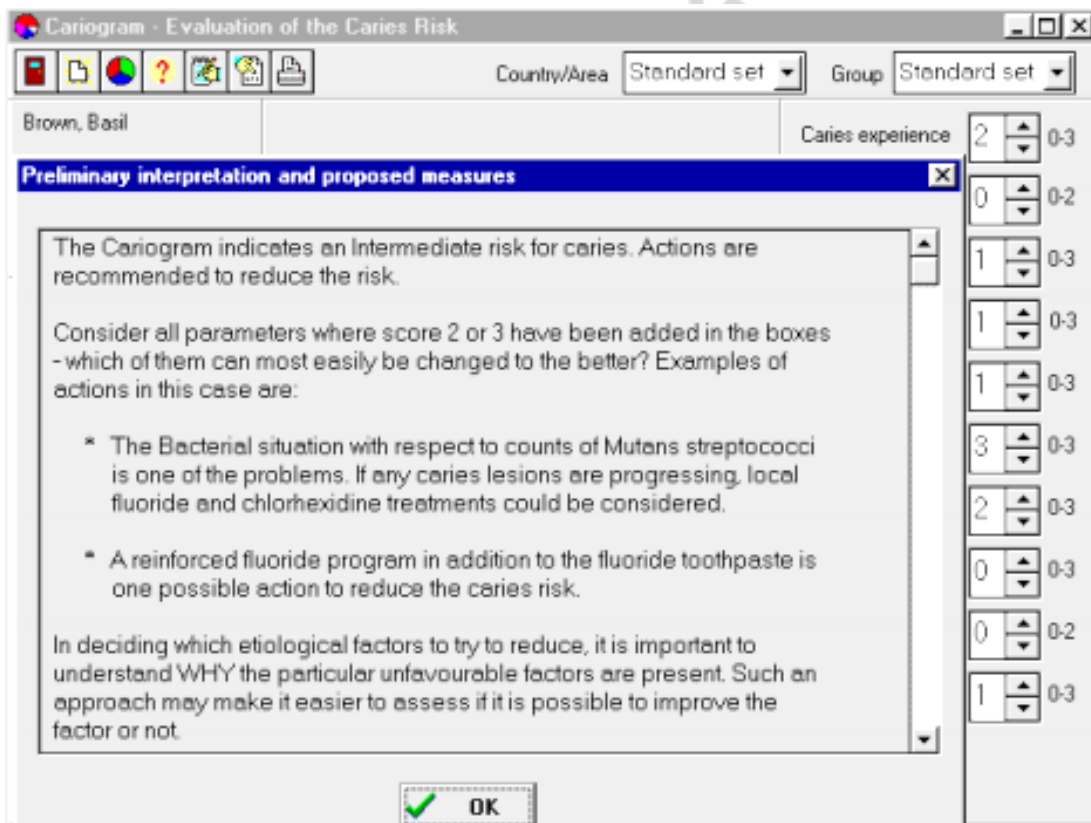 Cariogram - Evaluation of the Caries Risk
?
Country/Area Standard set Group Standard set
Brown, Basil
Caries experience 2 0-3
Preliminary interpretation and proposed measures
0 0-2
The Cariogram indicates an Intermediate risk for caries. Actions are
recommended to reduce the risk.
1 0-3
Consider all parameters where score 2 or 3 have been added in the boxes
- which of them can most easily be changed to the better? Examples of
actions in this case are:
1 0-3
1 0-3
* The Bacterial situation with respect to counts of Mutans streptococci
is one of the problems. If any caries lesions are progressing, local
fluoride and chlorhexidine treatments could be considered.
3 0-3
2 0-3
* A reinforced fluoride program in addition to the fluoride toothpaste is
one possible action to reduce the caries risk.
0 0-3
In deciding which etiological factors to try to reduce, it is important to
understand WHY the particular unfavourable factors are present. Such an
approach may make it easier to assess if it is possible to improve the
factor or not.
0 0-2
1 0-3
OK